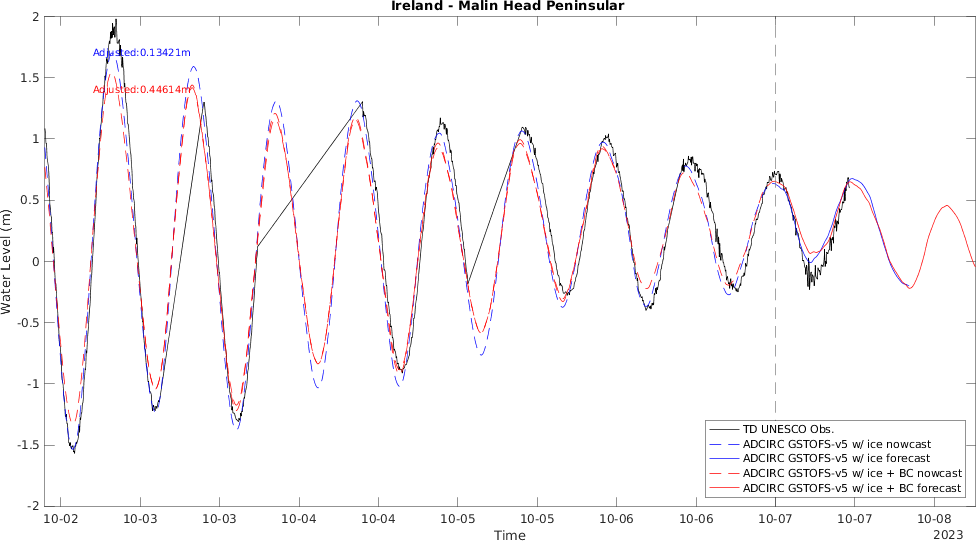 Ireland - Malin Head Peninsular
2
1.5
1
0.5
0
-0.5
-1
-1.5
-2
Water Level (m)
Adjusted:0.13421m
Adjusted:0.44614m
TD UNESCO Obs.
ADCIRC GSTOFS-v5 w/ ice nowcast
ADCIRC GSTOFS-v5 w/ ice forecast
ADCIRC GSTOFS-v5 w/ ice + BC nowcast
ADCIRC GSTOFS-v5 w/ ice + BC forecast
10-02 10-03 10-03 10-04 10-04 10-05 10-05 10-06 10-06 10-07 10-07 10-08
Time
2023